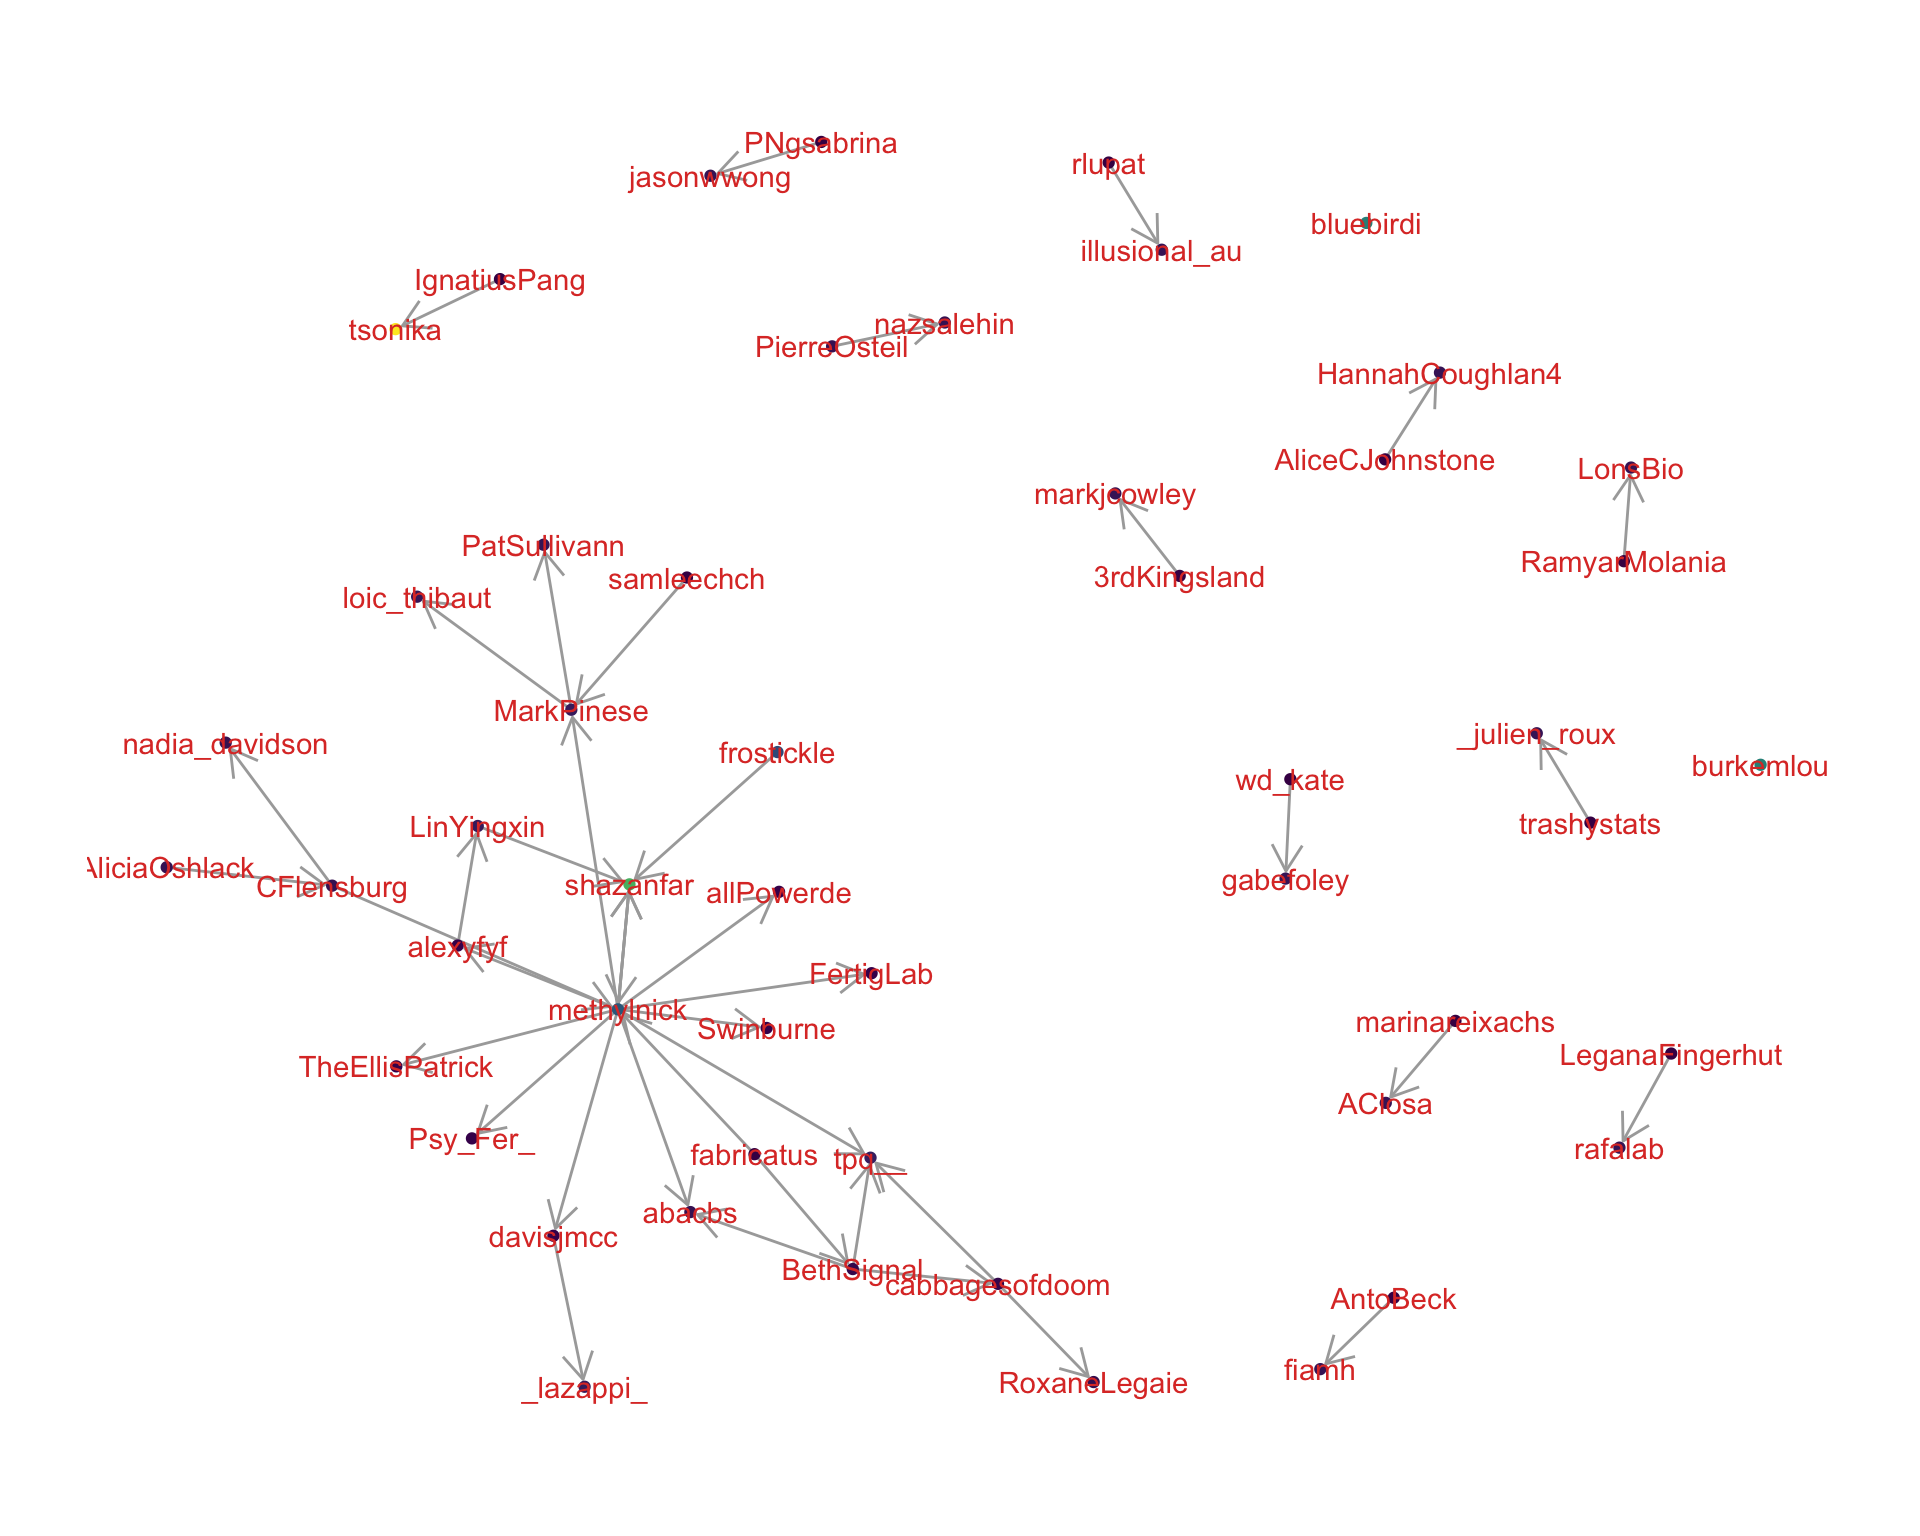 PNgsabrina
jasonwwong
rlupat
bluebirdi
illusional_au
IgnatiusPang
tsonika
nazsalehin
PierreOsteil
HannahCoughlan4
AliceCJohnstone
LonsBio
markjcowley
PatSullivann
RamyarMolania
samleechch
3rdKingsland
loic_thibaut
MarkPinese
_julien_roux
nadia_davidson
frostickle
burkemlou
wd_kate
LinYingxin
trashystats
AliciaOshlack
CFlensburg
shazanfar
allPowerde
gabefoley
alexyfyf
FertigLab
methylnick
Swinburne
marinareixachs
LeganaFingerhut
TheEllisPatrick
AClosa
Psy_Fer_
fabricatus
tpq__
rafalab
abacbs
davisjmcc
BethSignal
cabbagesofdoom
AntoBeck
fiamh
_lazappi_
RoxaneLegaie